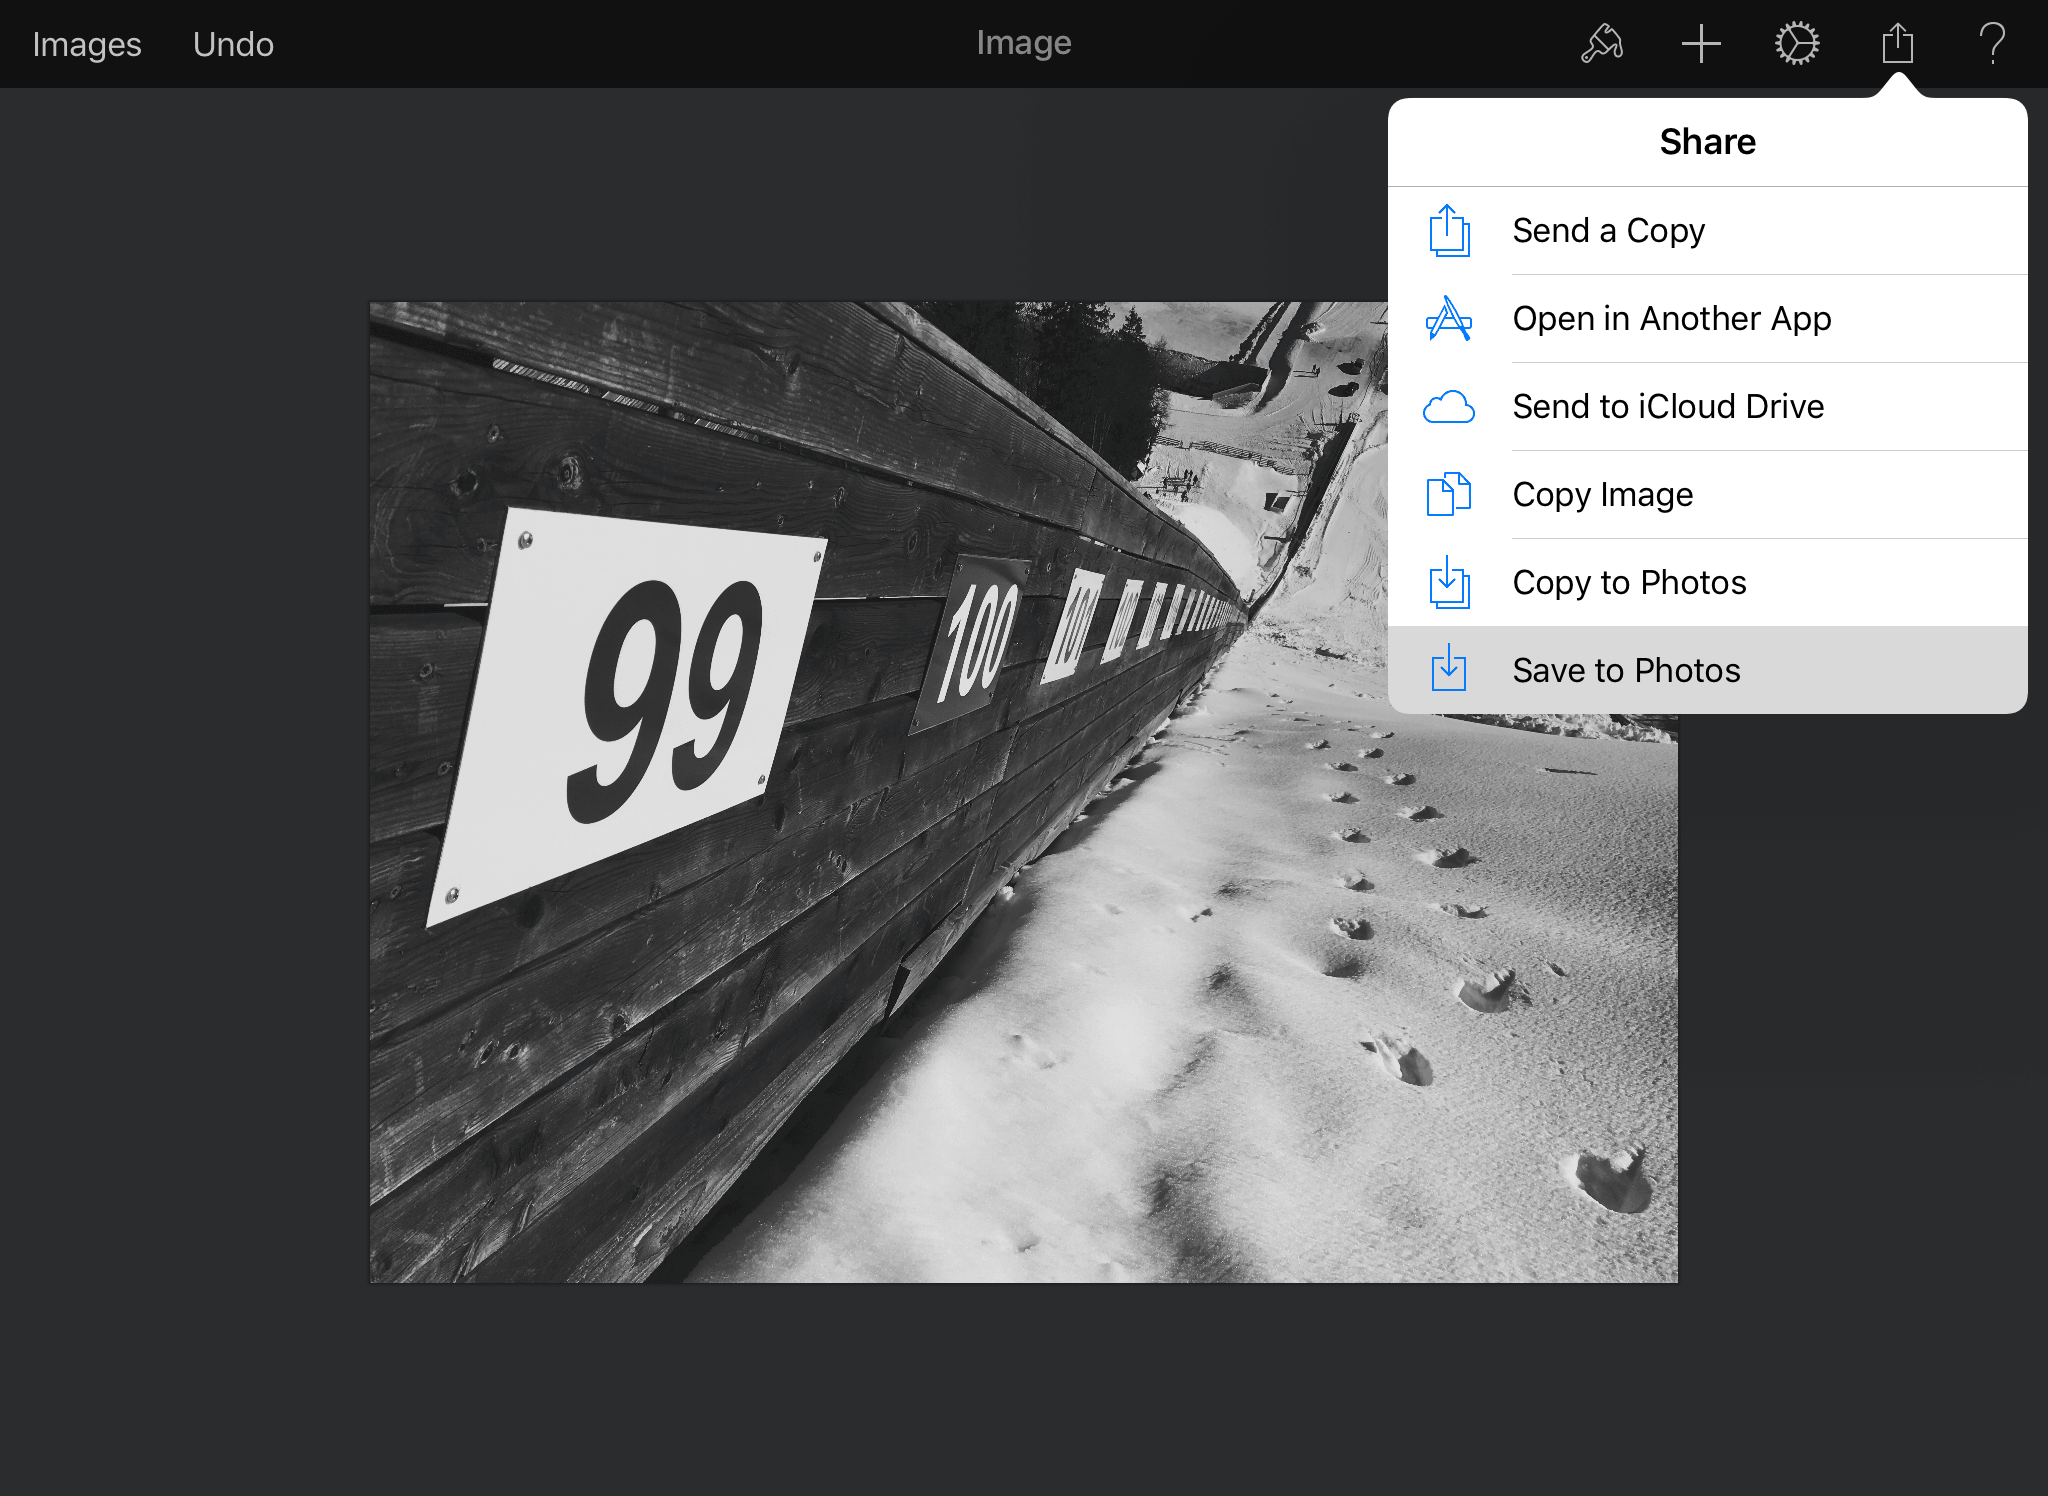 Images Undo Image ?
Share
Send a Copy
Open in Another App
Send to iCloud Drive
Copy Image
Copy to Photos
Save to Photos
99 100 101